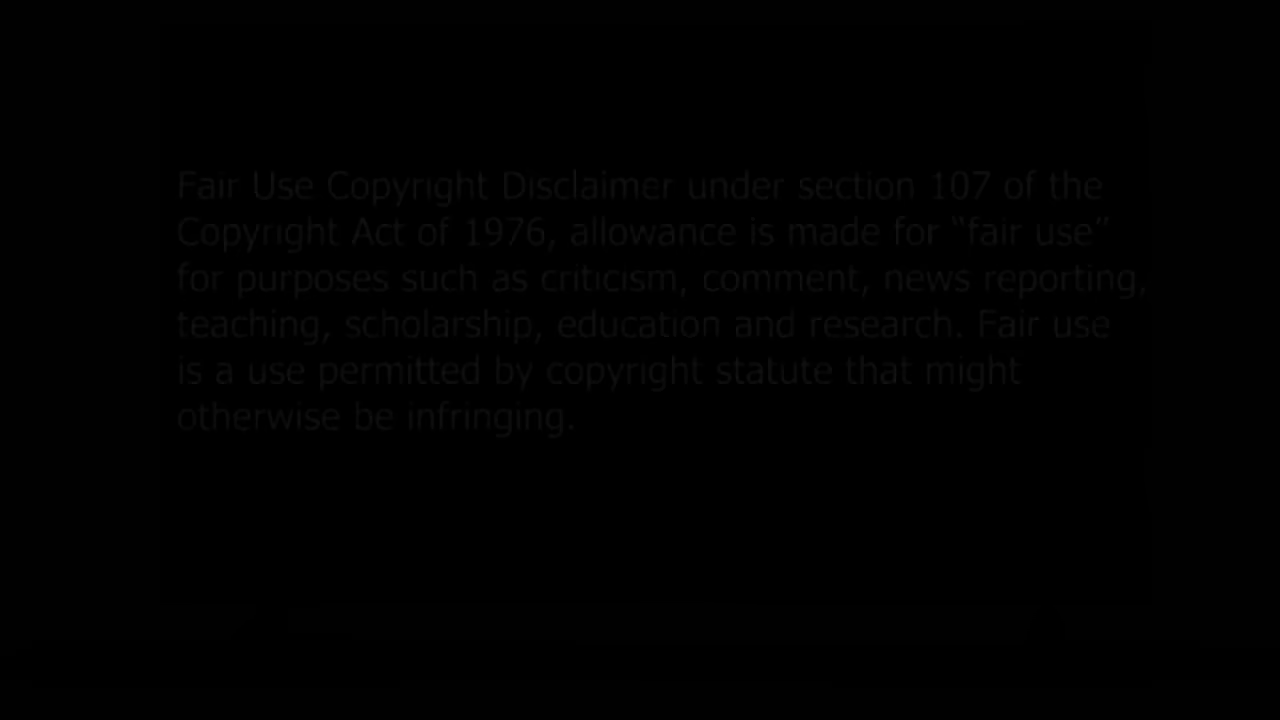 Fair Use Copyright Disclaimer under section 107 of the
Copyright Act of 1976, allowance is made for “fair use”
for purposes such as criticism, comment, news reporting,
teaching, scholarship, education and research. Fair use
is a use permitted by copyright statute that might
otherwise be infringing.